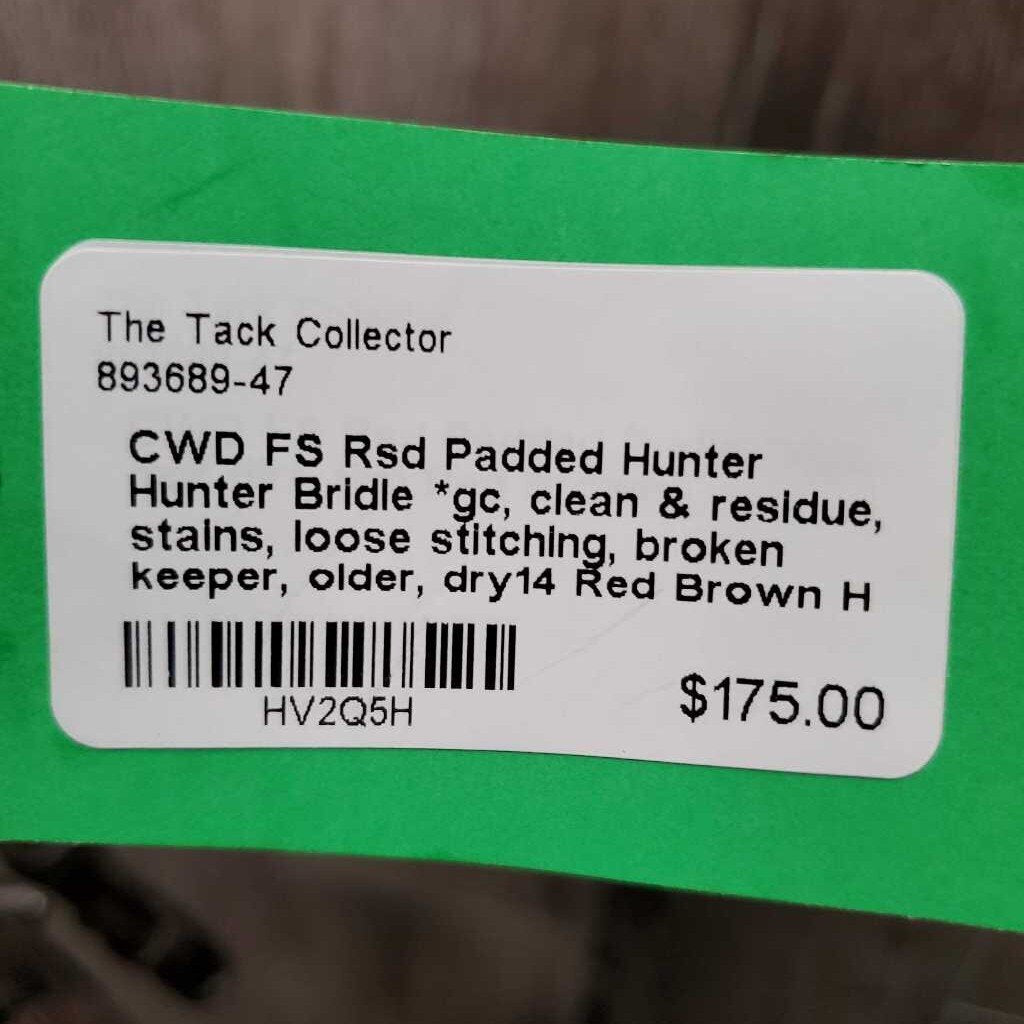 The Tack Collector
893689-47
CWD FS Rsd Padded Hunter
Hunter Bridle *gc, clean & residue,
stains, loose stitching, broken
keeper, older, dry14 Red Brown H
HV2Q5H
$175.00